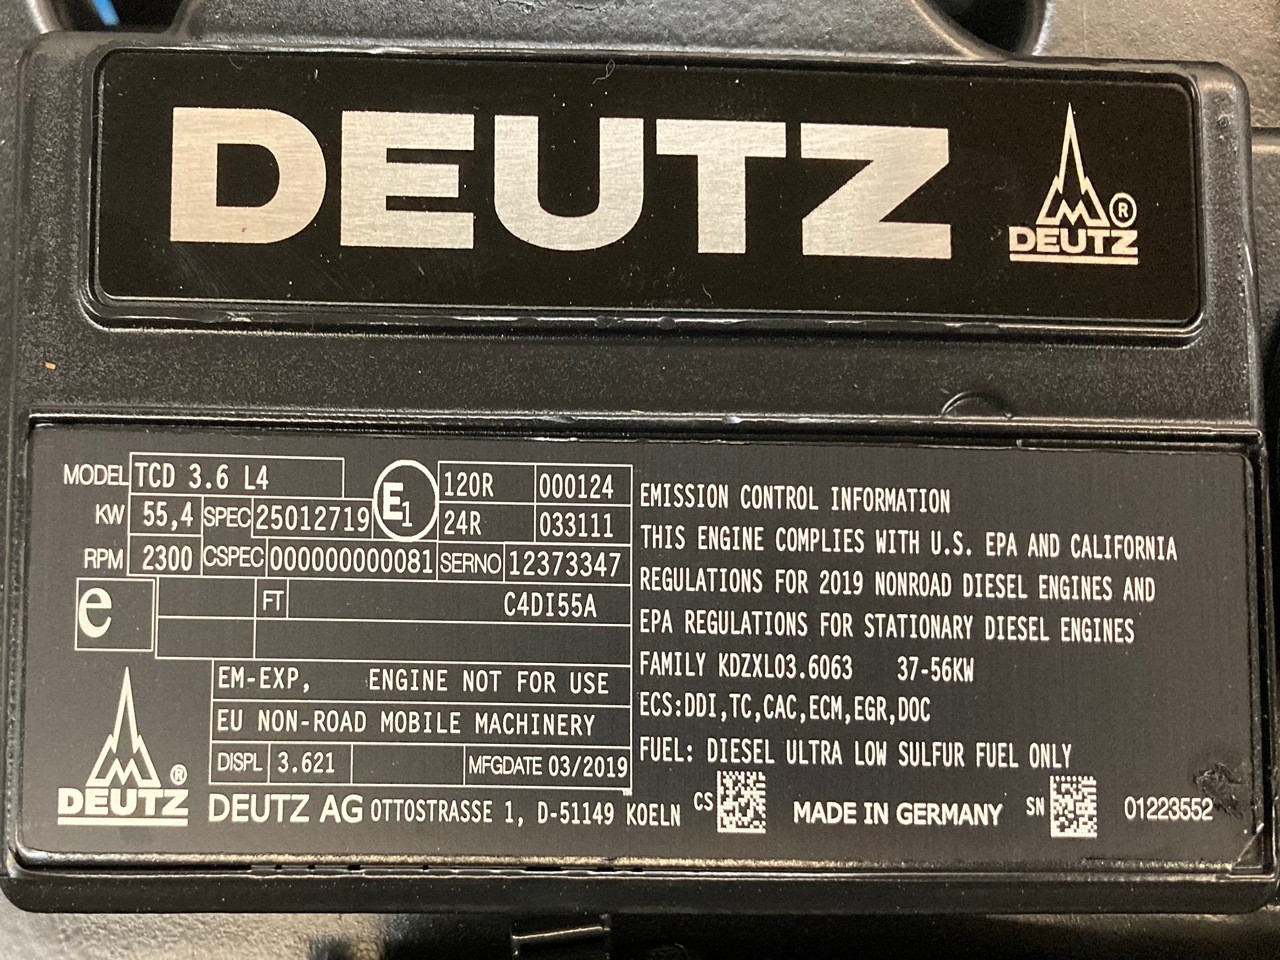 DEUTZ
DEUTZ ®
MODEL TCD 3.6 L4
KW 55,4 SPEC 25012719
RPM 2300 CSPEC 000000000081 SERNO 12373347
E1 120R 000124
24R 033111
e FT C4DI55A
EM-EXP, ENGINE NOT FOR USE
EU NON-ROAD MOBILE MACHINERY
DISPL 3.621 MFGDATE 03/2019
EMISSION CONTROL INFORMATION
THIS ENGINE COMPLIES WITH U.S. EPA AND CALIFORNIA
REGULATIONS FOR 2019 NONROAD DIESEL ENGINES AND
EPA REGULATIONS FOR STATIONARY DIESEL ENGINES
FAMILY KDZXL03.6063 37-56KW
ECS:DDI,TC,CAC,ECM,EGR,DOC
FUEL: DIESEL ULTRA LOW SULFUR FUEL ONLY
DEUTZ ®
DEUTZ AG OTTOSTRASSE 1, D-51149 KOELN CS MADE IN GERMANY SN 01223552